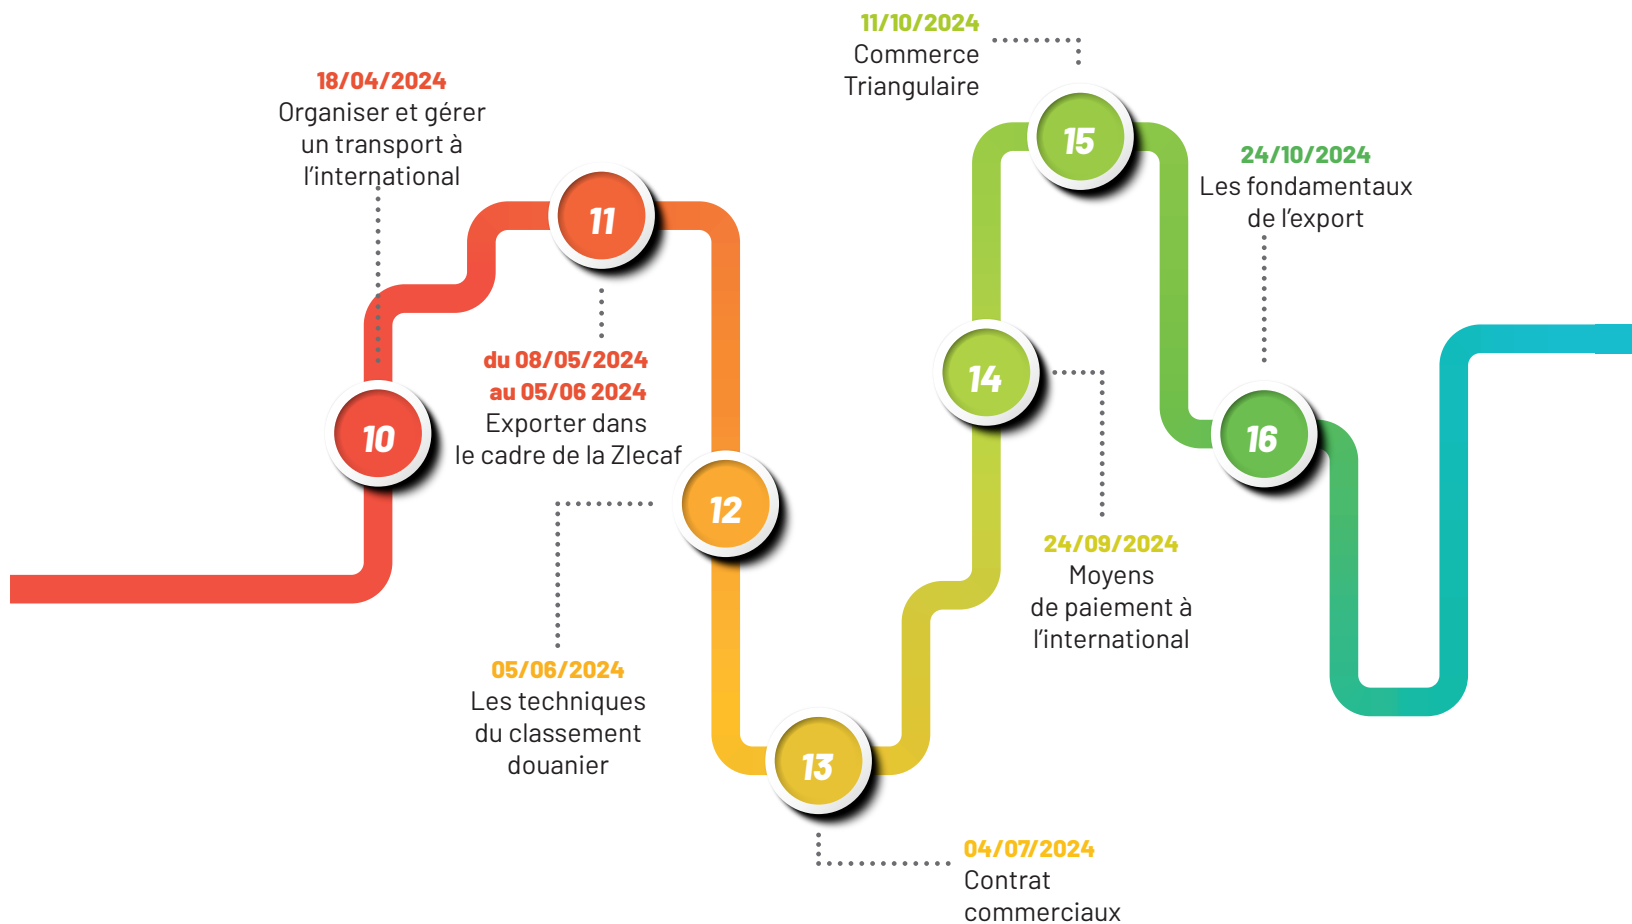 18/04/2024
Organiser et gérer
un transport à
l'international
10
11
du 08/05/2024
au 05/06 2024
Exporter dans
le cadre de la Zlecaf
12
05/06/2024
Les techniques
du classement
douanier
13
04/07/2024
Contrat
commerciaux
14
24/09/2024
Moyens
de paiement à
l'international
11/10/2024
Commerce
Triangulaire
15
24/10/2024
Les fondamentaux
de l'export
16